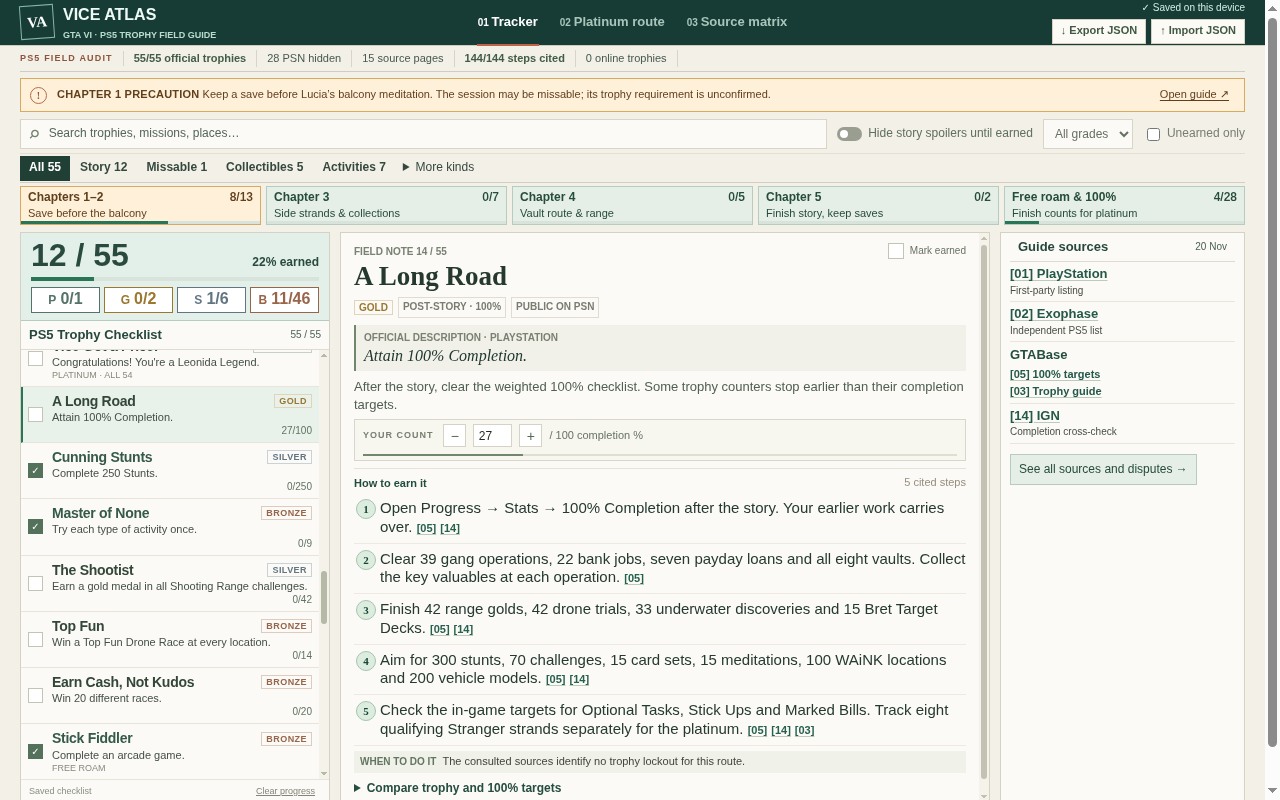 VA
VICE ATLAS
GTA VI · PS5 TROPHY FIELD GUIDE
01 Tracker
02 Platinum route
03 Source matrix
✓ Saved on this device
↓ Export JSON
↑ Import JSON
PS5 FIELD AUDIT
55/55 official trophies
28 PSN hidden
15 source pages
144/144 steps cited
0 online trophies
! CHAPTER 1 PRECAUTION Keep a save before Lucia's balcony meditation. The session may be missable; its trophy requirement is unconfirmed.
Open guide ↗
Search trophies, missions, places…
Hide story spoilers until earned
All grades
Unearned only
All 55
Story 12
Missable 1
Collectibles 5
Activities 7
More kinds
Chapters 1–2 8/13
Save before the balcony
Chapter 3 0/7
Side strands & collections
Chapter 4 0/5
Vault route & range
Chapter 5 0/2
Finish story, keep saves
Free roam & 100% 4/28
Finish counts for platinum
12 / 55
22% earned
P 0/1
G 0/2
S 1/6
B 11/46
PS5 Trophy Checklist 55 / 55
Congratulations! You're a Leonida Legend.
PLATINUM · ALL 54
A Long Road GOLD
Attain 100% Completion.
27/100
Cunning Stunts SILVER
Complete 250 Stunts.
0/250
Master of None BRONZE
Try each type of activity once.
0/9
The Shootist SILVER
Earn a gold medal in all Shooting Range challenges.
0/42
Top Fun BRONZE
Win a Top Fun Drone Race at every location.
0/14
Earn Cash, Not Kudos BRONZE
Win 20 different races.
0/20
Stick Fiddler BRONZE
Complete an arcade game.
FREE ROAM
Saved checklist Clear progress
FIELD NOTE 14 / 55
Mark earned
A Long Road
GOLD POST-STORY · 100% PUBLIC ON PSN
OFFICIAL DESCRIPTION · PLAYSTATION
Attain 100% Completion.
After the story, clear the weighted 100% checklist. Some trophy counters stop earlier than their completion
targets.
YOUR COUNT − 27 + / 100 completion %
How to earn it 5 cited steps
1 Open Progress → Stats → 100% Completion after the story. Your earlier work carries
over. [05] [14]
2 Clear 39 gang operations, 22 bank jobs, seven payday loans and all eight vaults. Collect
the key valuables at each operation. [05]
3 Finish 42 range golds, 42 drone trials, 33 underwater discoveries and 15 Bret Target
Decks. [05] [14]
4 Aim for 300 stunts, 70 challenges, 15 card sets, 15 meditations, 100 WAiNK locations
and 200 vehicle models. [05] [14]
5 Check the in-game targets for Optional Tasks, Stick Ups and Marked Bills. Track eight
qualifying Stranger strands separately for the platinum. [05] [14] [03]
WHEN TO DO IT The consulted sources identify no trophy lockout for this route.
Compare trophy and 100% targets
Guide sources 20 Nov
[01] PlayStation
First-party listing
[02] Exophase
Independent PS5 list
GTABase
[05] 100% targets
[03] Trophy guide
[14] IGN
Completion cross-check
See all sources and disputes →